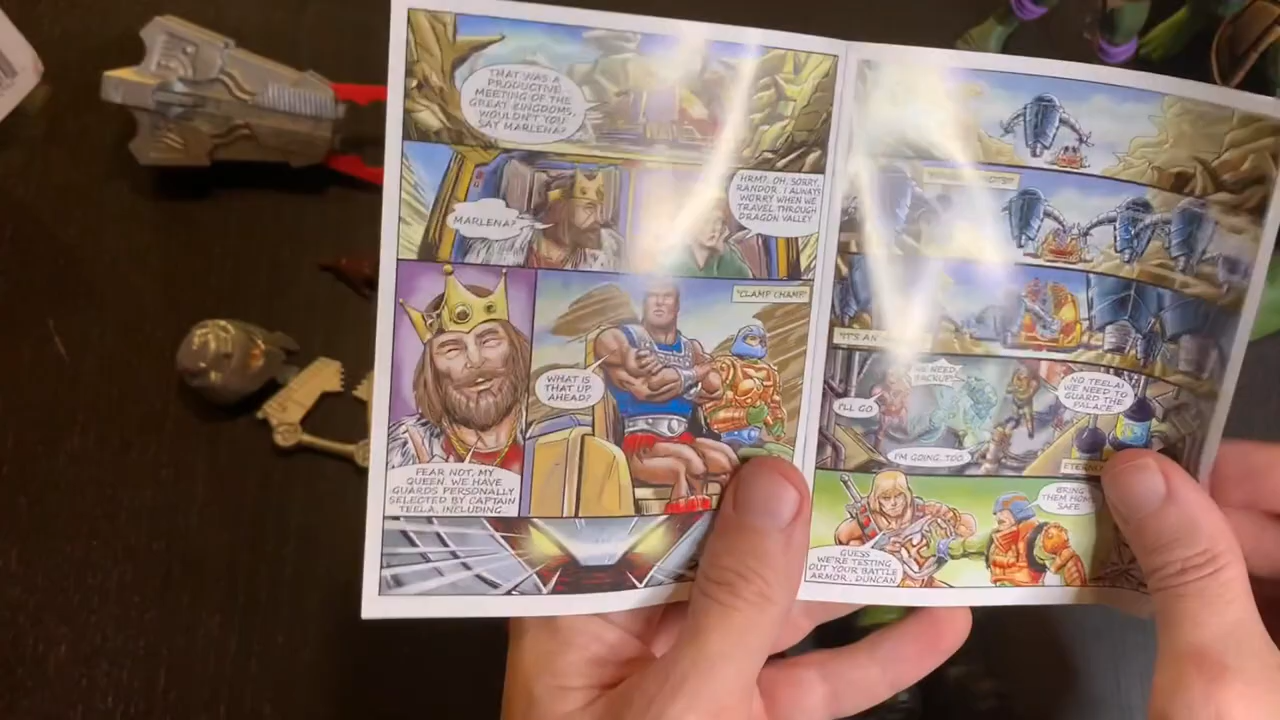 THAT WAS A
PRODUCTIVE
MEETING OF THE
GREAT KINGDOMS,
WOULDN'T YOU
SAY MARLENA?
MARLENA?
HRM? OH, SORRY,
RANDOR. I ALWAYS
WORRY WHEN WE
TRAVEL THROUGH
DRAGON VALLEY
FEAR NOT, MY
QUEEN. WE HAVE
GUARDS PERSONALLY
SELECTED BY CAPTAIN
TEELA, INCLUDING...
"CLAMP CHAMP"
WHAT IS
THAT UP
AHEAD?
"IT'S AN
WE NEED
BACKUP!
I'LL GO
I'M GOING, TOO.
NO TEELA!
WE NEED TO
GUARD THE
PALACE
GUESS
WE'RE TESTING
OUT YOUR BATTLE
ARMOR, DUNCAN
BRING
THEM HOME
SAFE